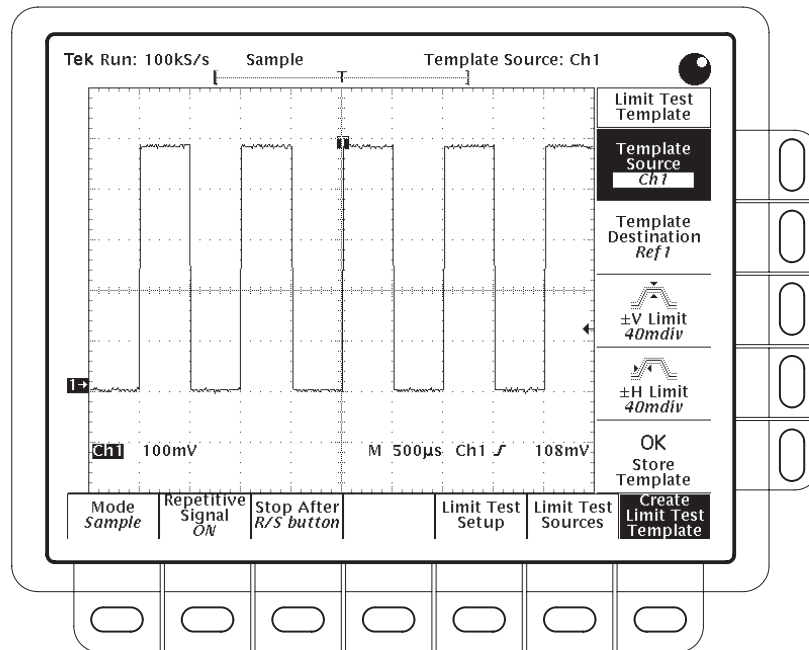 Tek Run: 100kS/s Sample Template Source: Ch1
T
Limit Test
Template
Template
Source
Ch1
Template
Destination
Ref1
±V Limit
40mdiv
±H Limit
40mdiv
OK
Store
Template
1→
Ch1 100mV M 500µs Ch1 108mV
Mode
Sample
Repetitive
Signal
ON
Stop After
R/S button
Limit Test
Setup
Limit Test
Sources
Create
Limit Test
Template